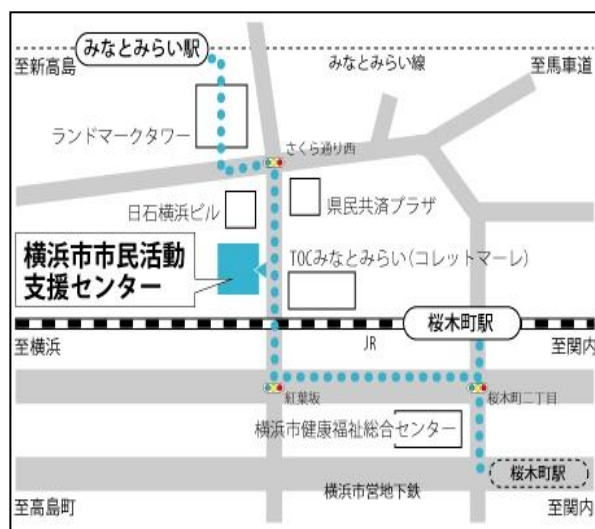 みなとみらい駅
至新高島
みなとみらい線
至馬車道
ランドマークタワー
さくら通り西
日石横浜ビル
県民共済プラザ
横浜市市民活動
支援センター
TOCみなとみらい(コレットマーレ)
桜木町駅
至横浜
JR
至関内
紅葉坂
桜木町二丁目
横浜市健康福祉総合センター
桜木町駅
横浜市営地下鉄
至高島町
至関内